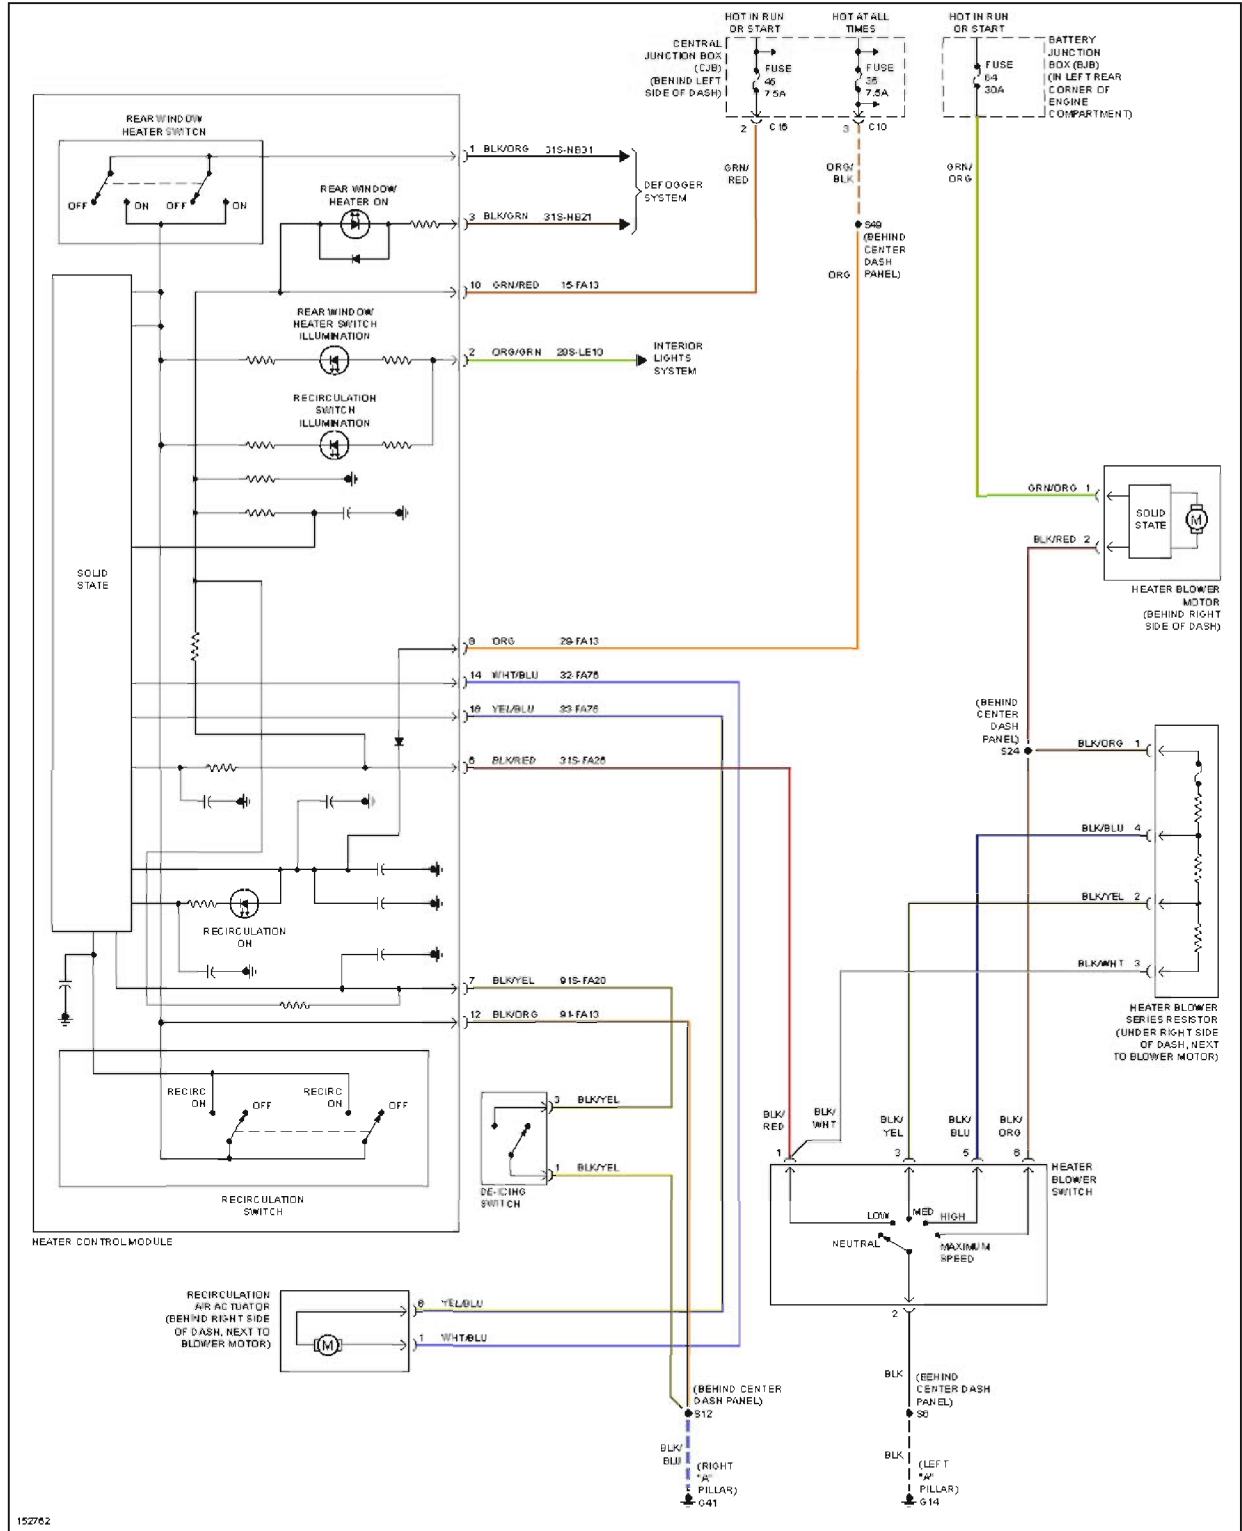 HOT IN RUN
OR START
HOT AT ALL
TIMES
HOT IN RUN
OR START
CENTRAL
JUNCTION BOX
(CJB)
(BEHIND LEFT
SIDE OF DASH)
FUSE
46
7.5A
FUSE
35
7.5A
FUSE
64
30A
BATTERY
JUNCTION
BOX (BJB)
(IN LEFT REAR
CORNER OF
ENGINE
COMPARTMENT)
2
C16
3
C10
REAR WINDOW
HEATER SWITCH
OFF
ON
OFF
ON
1 BLK/ORG 31S-NB31
DEFOGGER
SYSTEM
REAR WINDOW
HEATER ON
3 BLK/GRN 31S-NB21
GRN/
RED
ORG/
BLK
GRN/
ORG
S49
(BEHIND
CENTER
DASH
PANEL)
ORG
10 GRN/RED 15-FA13
REAR WINDOW
HEATER SWITCH
ILLUMINATION
2 ORG/GRN 29S-LE10
INTERIOR
LIGHTS
SYSTEM
RECIRCULATION
SWITCH
ILLUMINATION
GRN/ORG 1
SOLID
STATE
M
BLK/RED 2
HEATER BLOWER
MOTOR
(BEHIND RIGHT
SIDE OF DASH)
SOLID
STATE
ORG 29-FA13
14 WHT/BLU 32-FA76
YEL/BLU 33-FA76
BLK/RED 31S-FA26
(BEHIND
CENTER
DASH
PANEL)
S24
BLK/ORG 1
BLK/BLU 4
BLK/YEL 2
BLK/WHT 3
HEATER BLOWER
SERIES RESISTOR
(UNDER RIGHT SIDE
OF DASH, NEXT
TO BLOWER MOTOR)
RECIRCULATION
ON
7 BLK/YEL 91S-FA20
12 BLK/ORG 91-FA13
RECIRC
ON
OFF
RECIRC
ON
OFF
RECIRCULATION
SWITCH
HEATER CONTROL MODULE
3 BLK/YEL
1 BLK/YEL
DE-ICING
SWITCH
BLK/
RED
BLK/
WHT
BLK/
YEL
BLK/
BLU
BLK/
ORG
1
3
5
6
HEATER
BLOWER
SWITCH
LOW
MED
HIGH
NEUTRAL
MAXIMUM
SPEED
2
RECIRCULATION
AIR ACTUATOR
(BEHIND RIGHT SIDE
OF DASH, NEXT TO
BLOWER MOTOR)
M
6 YEL/BLU
1 WHT/BLU
(BEHIND CENTER
DASH PANEL)
S12
BLK/
BLU
(RIGHT
"A"
PILLAR)
G41
BLK
(BEHIND
CENTER DASH
PANEL)
S6
BLK
(LEFT
"A"
PILLAR)
G14
152762